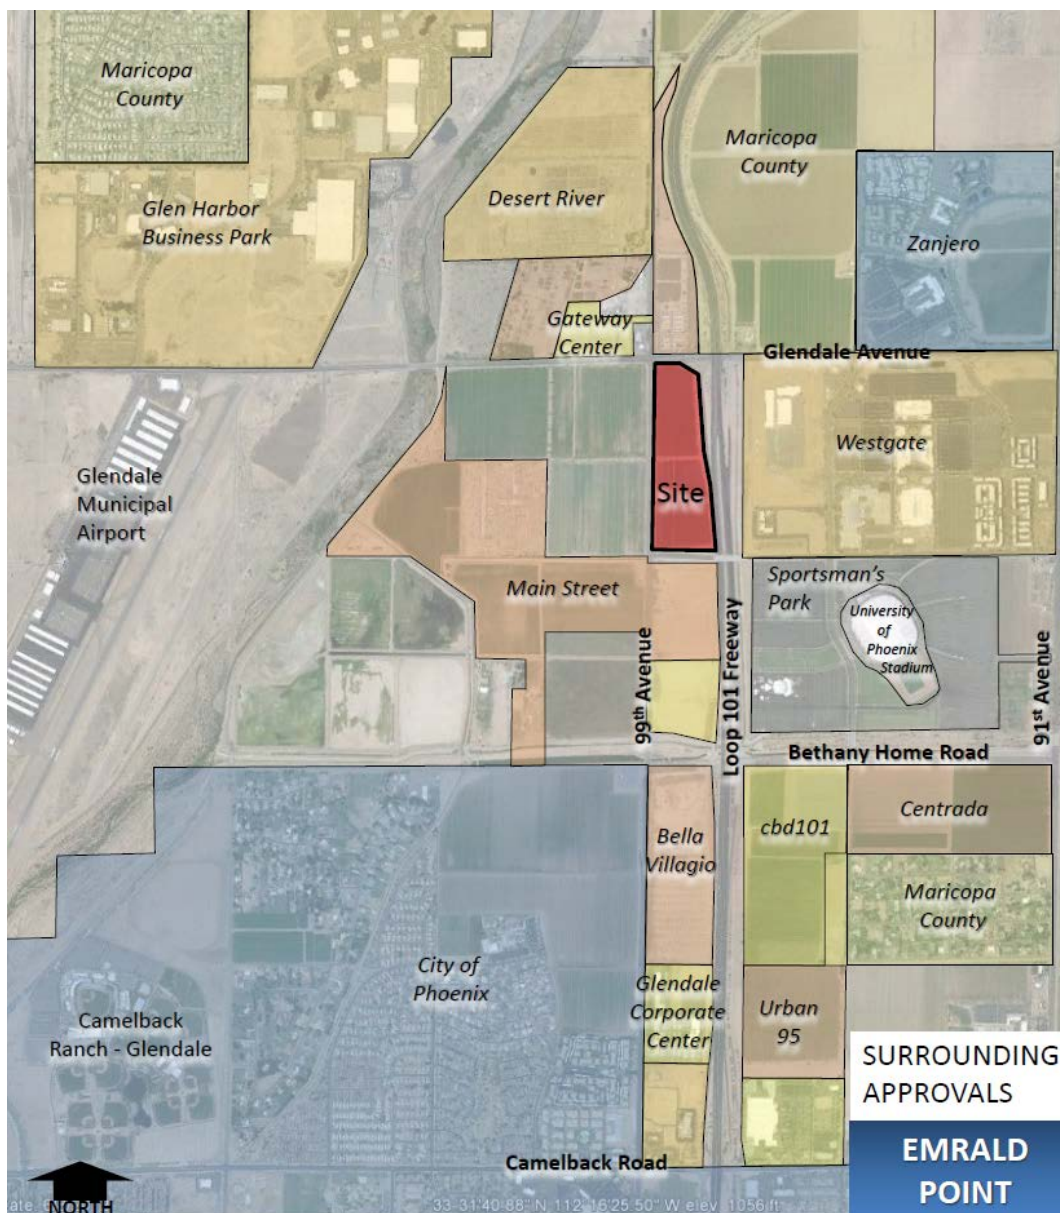 Maricopa
County
Maricopa
County
Desert River
Glen Harbor
Business Park
Zanjero
Gateway
Center
Glendale Avenue
Westgate
Glendale
Municipal
Airport
Site
Main Street
Sportsman's
Park
University
of
Phoenix
Stadium
99th Avenue
Loop 101 Freeway
91st Avenue
Bethany Home Road
Bella
Villagio
cbd101
Centrada
Maricopa
County
City of
Phoenix
Glendale
Corporate
Center
Urban
95
Camelback
Ranch - Glendale
SURROUNDING
APPROVALS
EMRALD
POINT
Camelback Road
NORTH
33°31'40.88" N 112°16'25.50" W elev 1056 ft